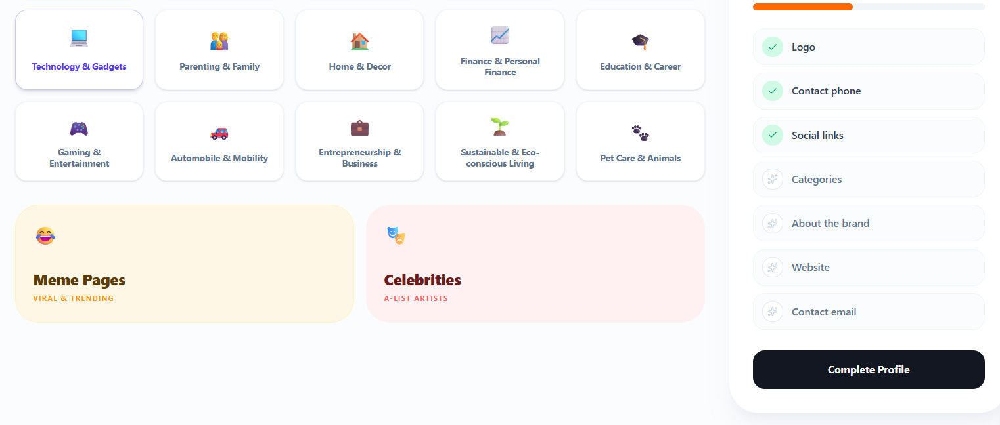 Technology & Gadgets
Parenting & Family
Home & Decor
Finance & Personal
Finance
Education & Career
Gaming &
Entertainment
Automobile & Mobility
Entrepreneurship &
Business
Sustainable & Eco-
conscious Living
Pet Care & Animals
Meme Pages
VIRAL & TRENDING
Celebrities
A-LIST ARTISTS
Logo
Contact phone
Social links
Categories
About the brand
Website
Contact email
Complete Profile